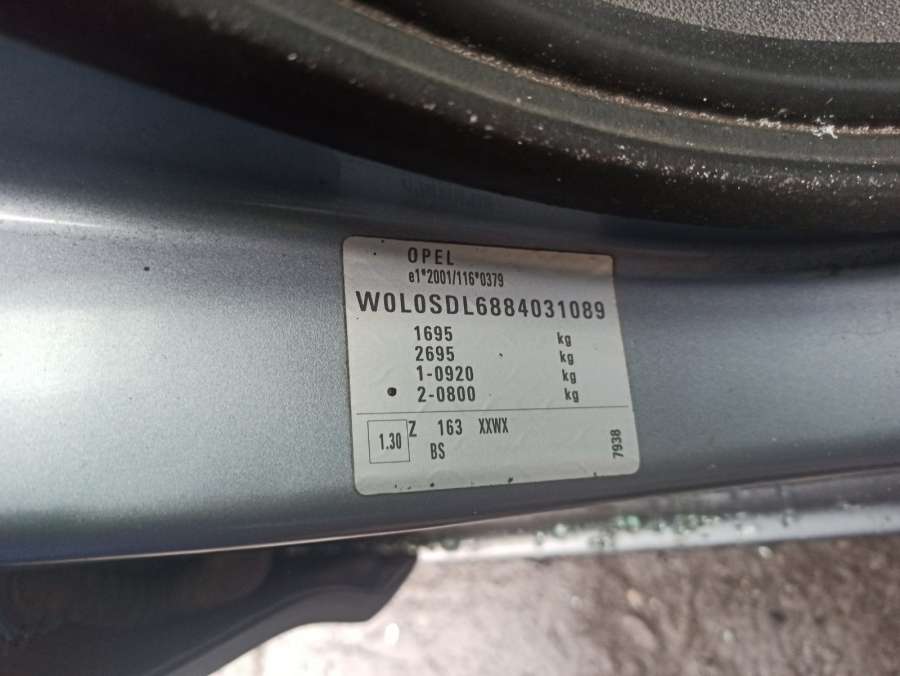 OPEL
e1*2001/116*0379
W0L0SDL6884031089
1695 kg
2695 kg
1-0920 kg
2-0800 kg
1.30 Z 163 XXWX
BS
7938